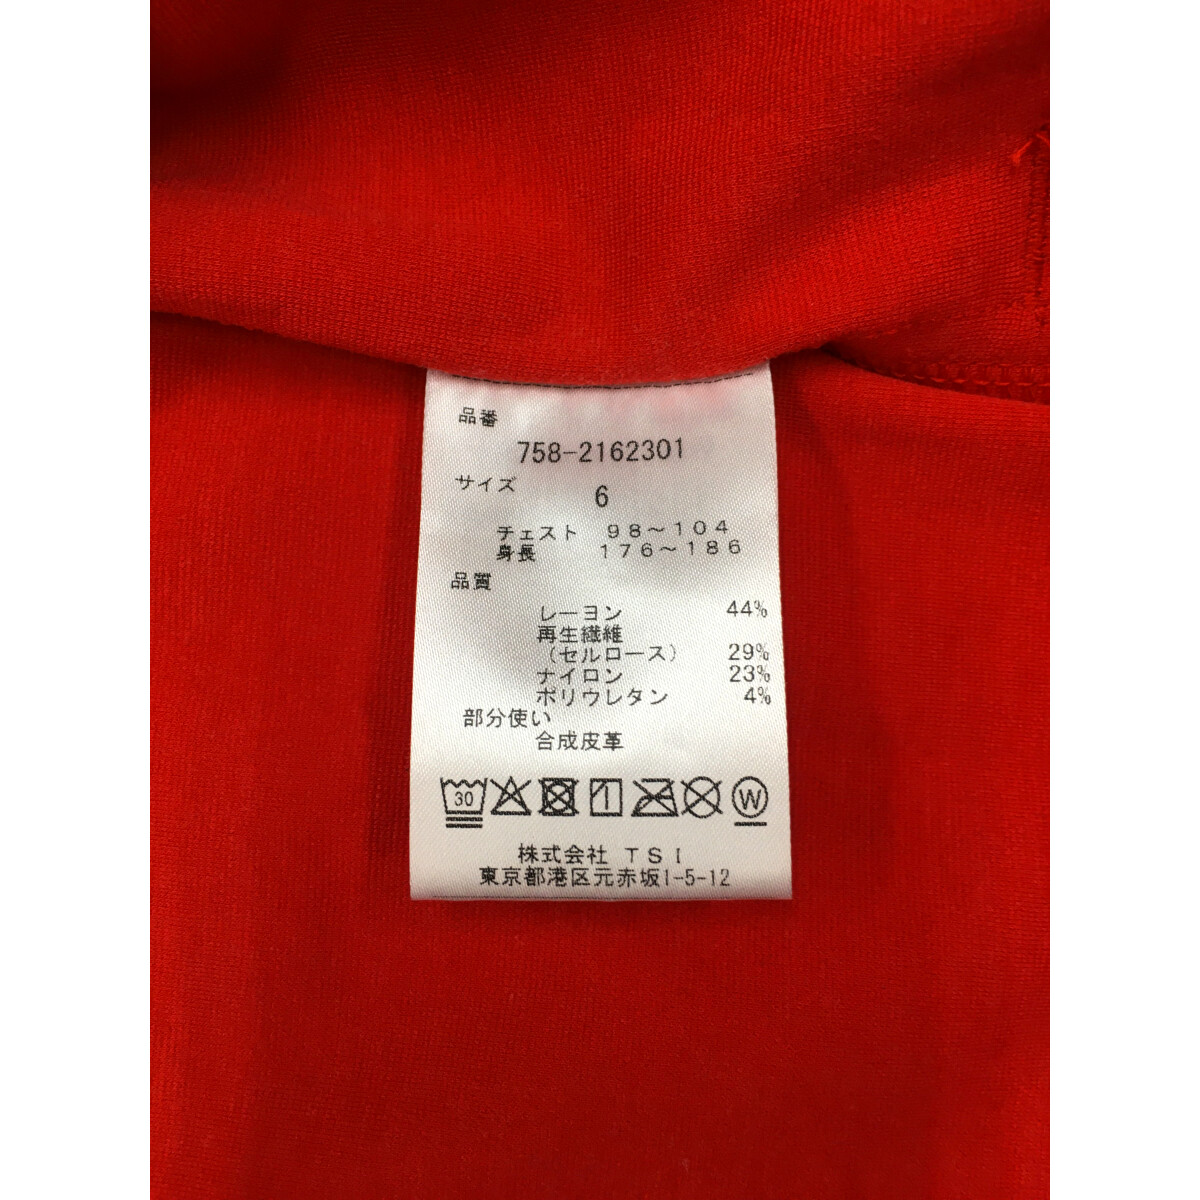 品番
758-2162301
サイズ 6
チェスト 98～104
身長 176～186
品質
レーヨン 44%
再生繊維
(セルロース) 29%
ナイロン 23%
ポリウレタン 4%
部分使い
合成皮革
30 W
株式会社 TSI
東京都港区元赤坂1-5-12